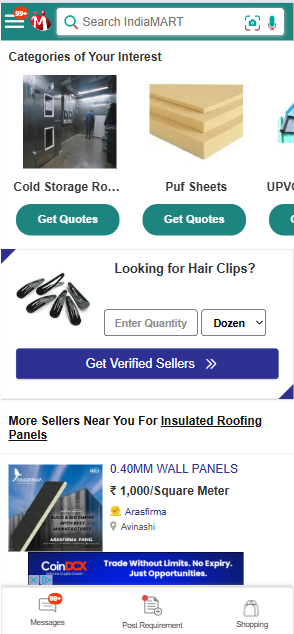 99+
Search IndiaMART
Categories of Your Interest
Cold Storage Ro...
Puf Sheets
UPVC
Get Quotes
Get Quotes
G
Looking for Hair Clips?
Enter Quantity
Dozen
Get Verified Sellers
More Sellers Near You For Insulated Roofing
Panels
ARASFIRMA
BUILD A BIG EMPIRE
WITH BEST
MANUFACTURER
ARASFIRMA PANEL
0.40MM WALL PANELS
₹ 1,000/Square Meter
Arasfirma
Avinashi
CoinDCX
Trade Without Limits. No Expiry.
Just Opportunities.
99+
Messages
Post Requirement
Shopping